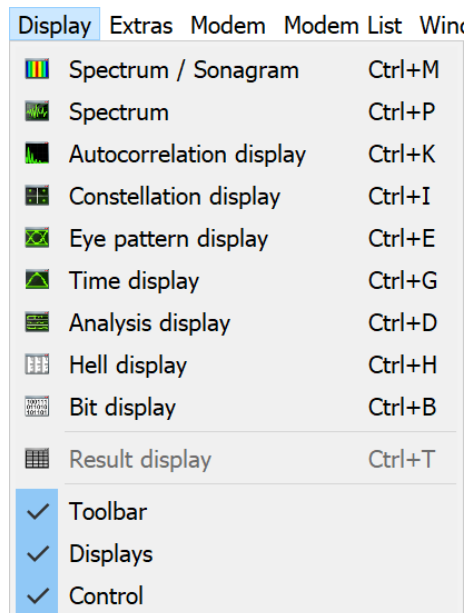 Display Extras Modem Modem List
Spectrum / Sonagram Ctrl+M
Spectrum Ctrl+P
Autocorrelation display Ctrl+K
Constellation display Ctrl+I
Eye pattern display Ctrl+E
Time display Ctrl+G
Analysis display Ctrl+D
Hell display Ctrl+H
Bit display Ctrl+B
Result display Ctrl+T
Toolbar
Displays
Control